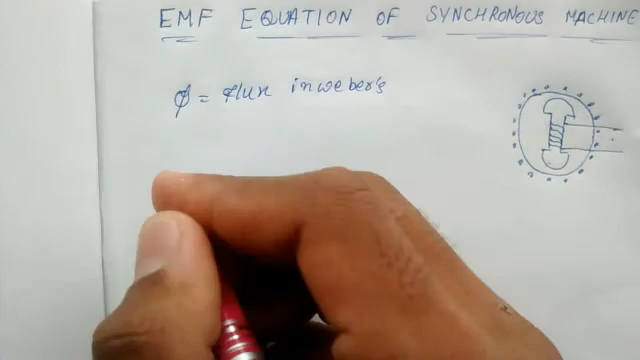 EMF EQUATION OF SYNCHRONOUS MACHINE
φ = flux in weber's